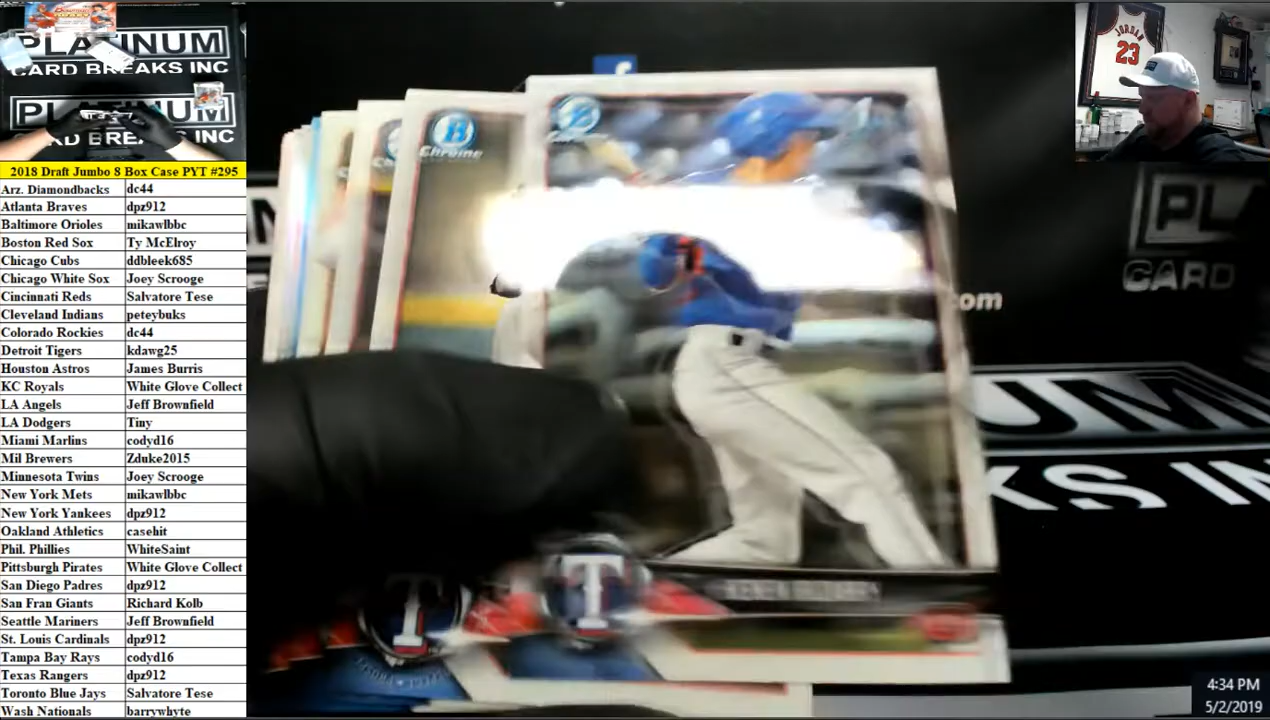 PLATINUM
CARD BREAKS INC
PLATINUM
CARD BREAKS INC
2018 Draft Jumbo 8 Box Case PYT #295
Arz. Diamondbacks dc44
Atlanta Braves dpz912
Baltimore Orioles mikawlbbc
Boston Red Sox Ty McElroy
Chicago Cubs ddbleek685
Chicago White Sox Joey Scrooge
Cincinnati Reds Salvatore Tese
Cleveland Indians peteybuks
Colorado Rockies dc44
Detroit Tigers kdawg25
Houston Astros James Burris
KC Royals White Glove Collect
LA Angels Jeff Brownfield
LA Dodgers Tiny
Miami Marlins codyd16
Mil Brewers Zduke2015
Minnesota Twins Joey Scrooge
New York Mets mikawlbbc
New York Yankees dpz912
Oakland Athletics casehit
Phil. Phillies WhiteSaint
Pittsburgh Pirates White Glove Collect
San Diego Padres dpz912
San Fran Giants Richard Kolb
Seattle Mariners Jeff Brownfield
St. Louis Cardinals dpz912
Tampa Bay Rays codyd16
Texas Rangers dpz912
Toronto Blue Jays Salvatore Tese
Wash Nationals barrywhyte
f
B
Chrome
T
T
.com
PLA
CARD
UM
KS IN
JORDAN
23
4:34 PM
5/2/2019